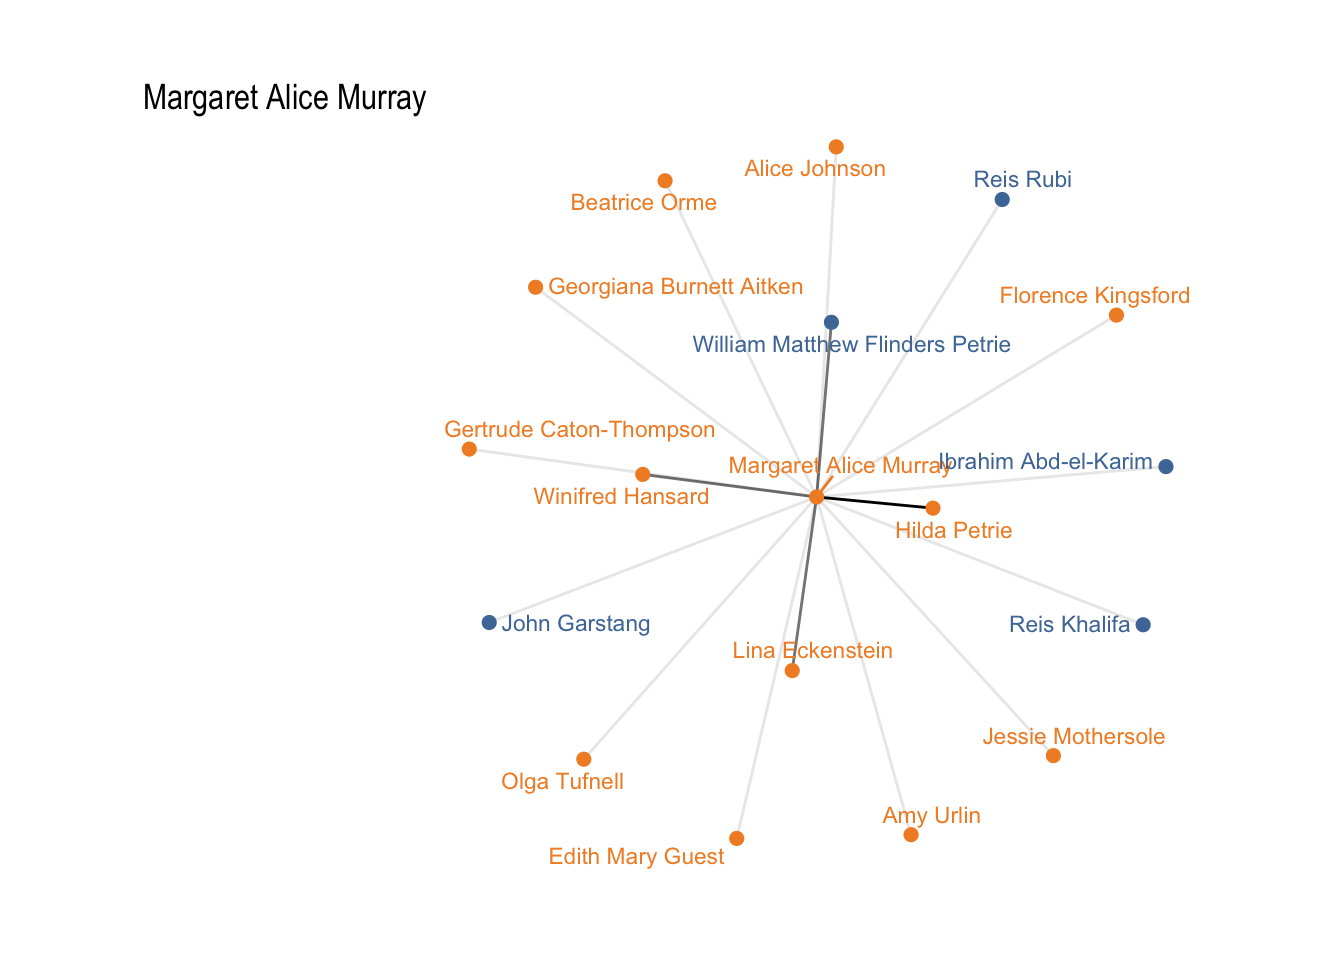 Margaret Alice Murray
Alice Johnson
Reis Rubi
Beatrice Orme
Georgiana Burnett Aitken
Florence Kingsford
William Matthew Flinders Petrie
Gertrude Caton-Thompson
Margaret Alice Murray
Ibrahim Abd-el-Karim
Winifred Hansard
Hilda Petrie
John Garstang
Reis Khalifa
Lina Eckenstein
Jessie Mothersole
Olga Tufnell
Amy Urlin
Edith Mary Guest